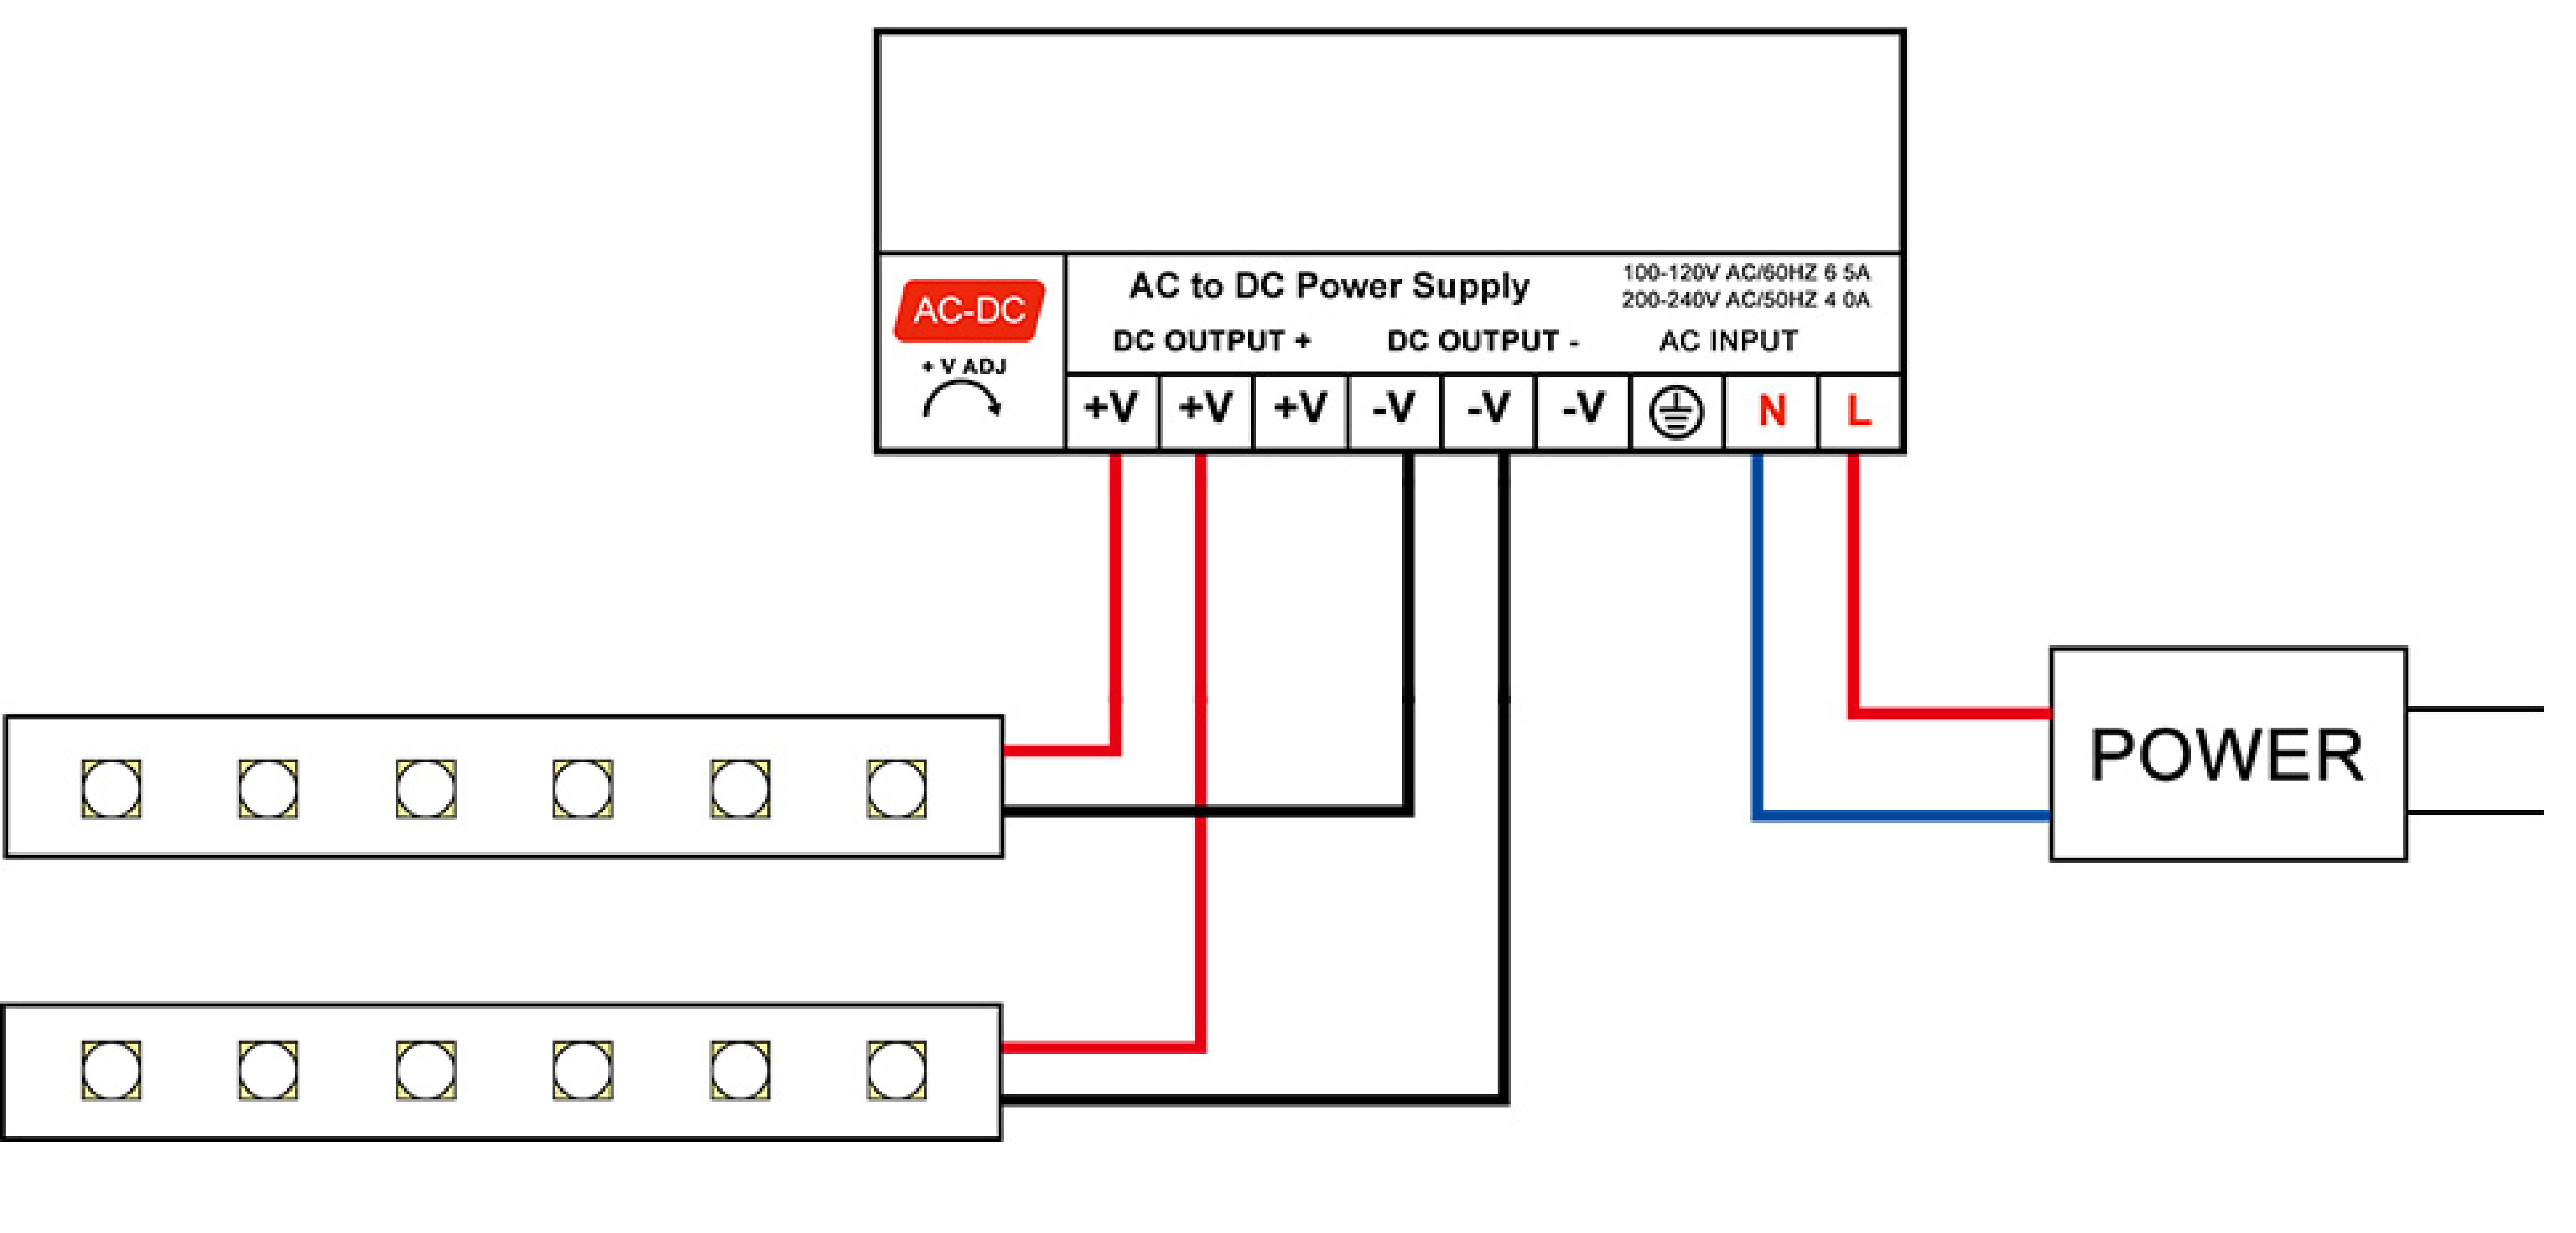 AC-DC
+ V ADJ
AC to DC Power Supply
100-120V AC/60HZ 6 5A
200-240V AC/50HZ 4 0A
DC OUTPUT + DC OUTPUT - AC INPUT
+V +V +V -V -V -V N L
POWER